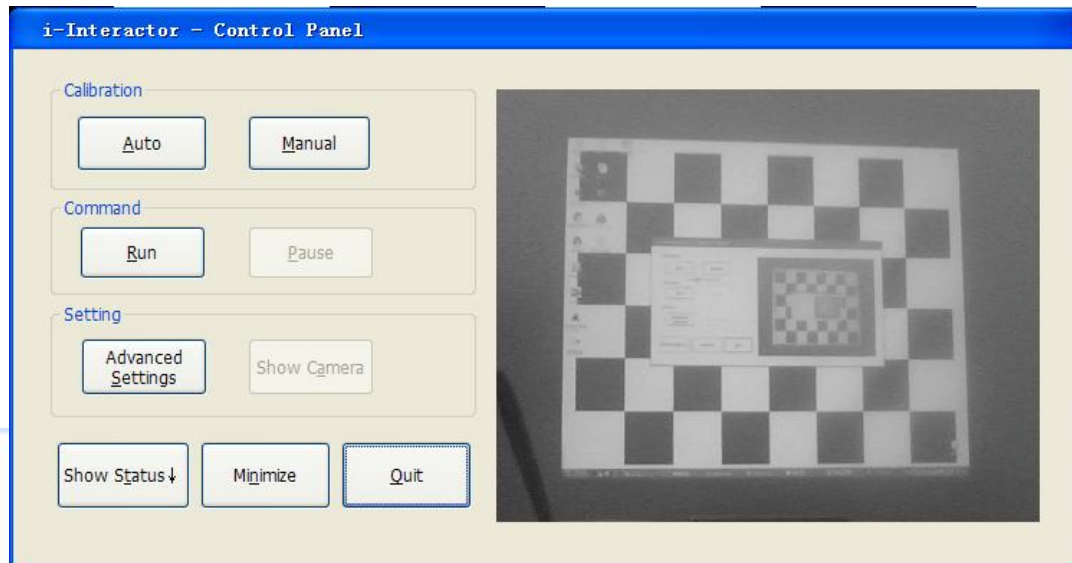 i-Interactor - Control Panel
Calibration
Auto
Manual
Command
Run
Pause
Setting
Advanced
Settings
Show Camera
Show Status↓
Minimize
Quit